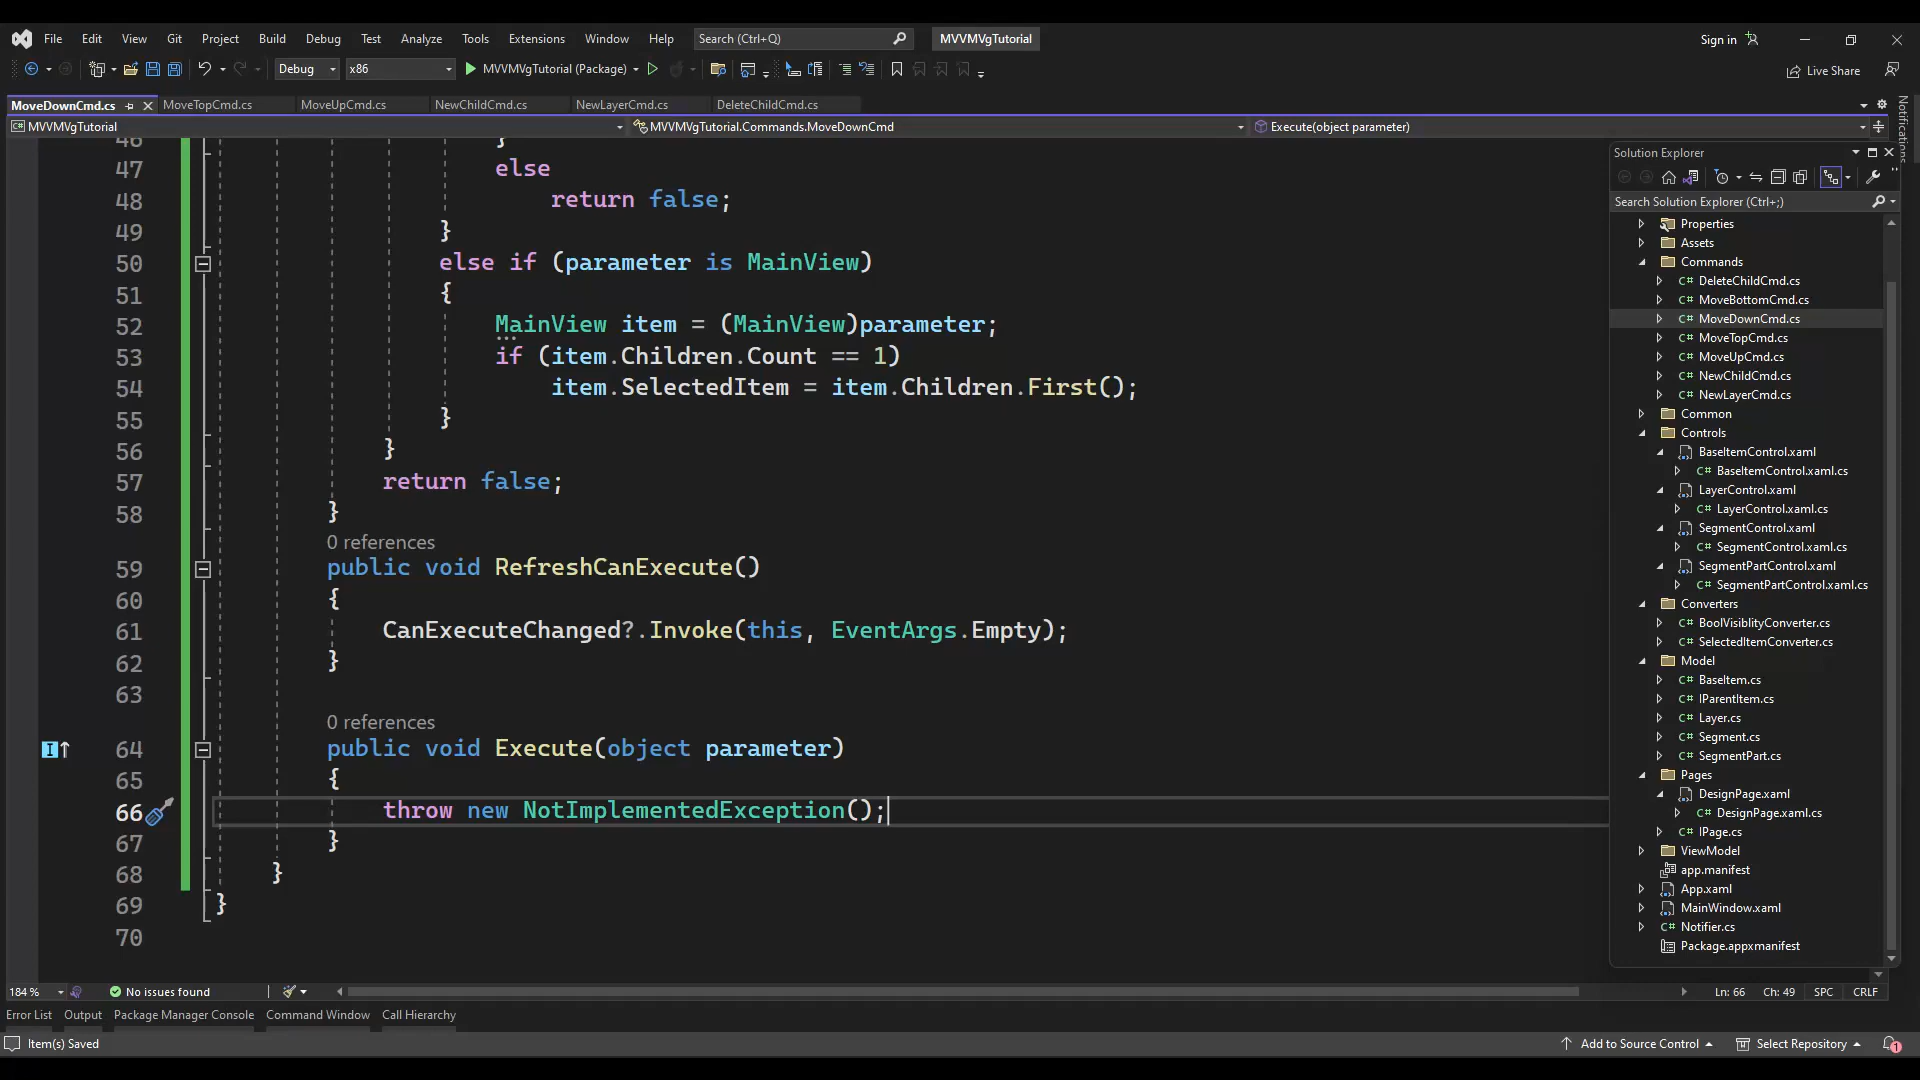 File Edit View Git Project Build Debug Test Analyze Tools Extensions Window Help Search (Ctrl+Q) MVVMVgTutorial Sign in
Debug x86 MVVMVgTutorial (Package) Live Share
MoveDownCmd.cs MoveTopCmd.cs MoveUpCmd.cs NewChildCmd.cs NewLayerCmd.cs DeleteChildCmd.cs
MVVMVgTutorial MVVMVgTutorial.Commands.MoveDownCmd Execute(object parameter)
Notifications
46 }
47 else
48 return false;
49 }
50 else if (parameter is MainView)
51 {
52 MainView item = (MainView)parameter;
53 if (item.Children.Count == 1)
54 item.SelectedItem = item.Children.First();
55 }
56 }
57 return false;
58 }
0 references
59 public void RefreshCanExecute()
60 {
61 CanExecuteChanged?.Invoke(this, EventArgs.Empty);
62 }
63
0 references
64 public void Execute(object parameter)
65 {
66 throw new NotImplementedException();
67 }
68 }
69 }
70
Solution Explorer
Search Solution Explorer (Ctrl+;)
Properties
Assets
Commands
C# DeleteChildCmd.cs
C# MoveBottomCmd.cs
C# MoveDownCmd.cs
C# MoveTopCmd.cs
C# MoveUpCmd.cs
C# NewChildCmd.cs
C# NewLayerCmd.cs
Common
Controls
BaseItemControl.xaml
C# BaseItemControl.xaml.cs
LayerControl.xaml
C# LayerControl.xaml.cs
SegmentControl.xaml
C# SegmentControl.xaml.cs
SegmentPartControl.xaml
C# SegmentPartControl.xaml.cs
Converters
C# BoolVisiblityConverter.cs
C# SelectedItemConverter.cs
Model
C# BaseItem.cs
C# IParentItem.cs
C# Layer.cs
C# Segment.cs
C# SegmentPart.cs
Pages
DesignPage.xaml
C# DesignPage.xaml.cs
C# IPage.cs
ViewModel
app.manifest
App.xaml
MainWindow.xaml
C# Notifier.cs
Package.appxmanifest
184 % No issues found Ln: 66 Ch: 49 SPC CRLF
Error List Output Package Manager Console Command Window Call Hierarchy
Item(s) Saved Add to Source Control Select Repository 1